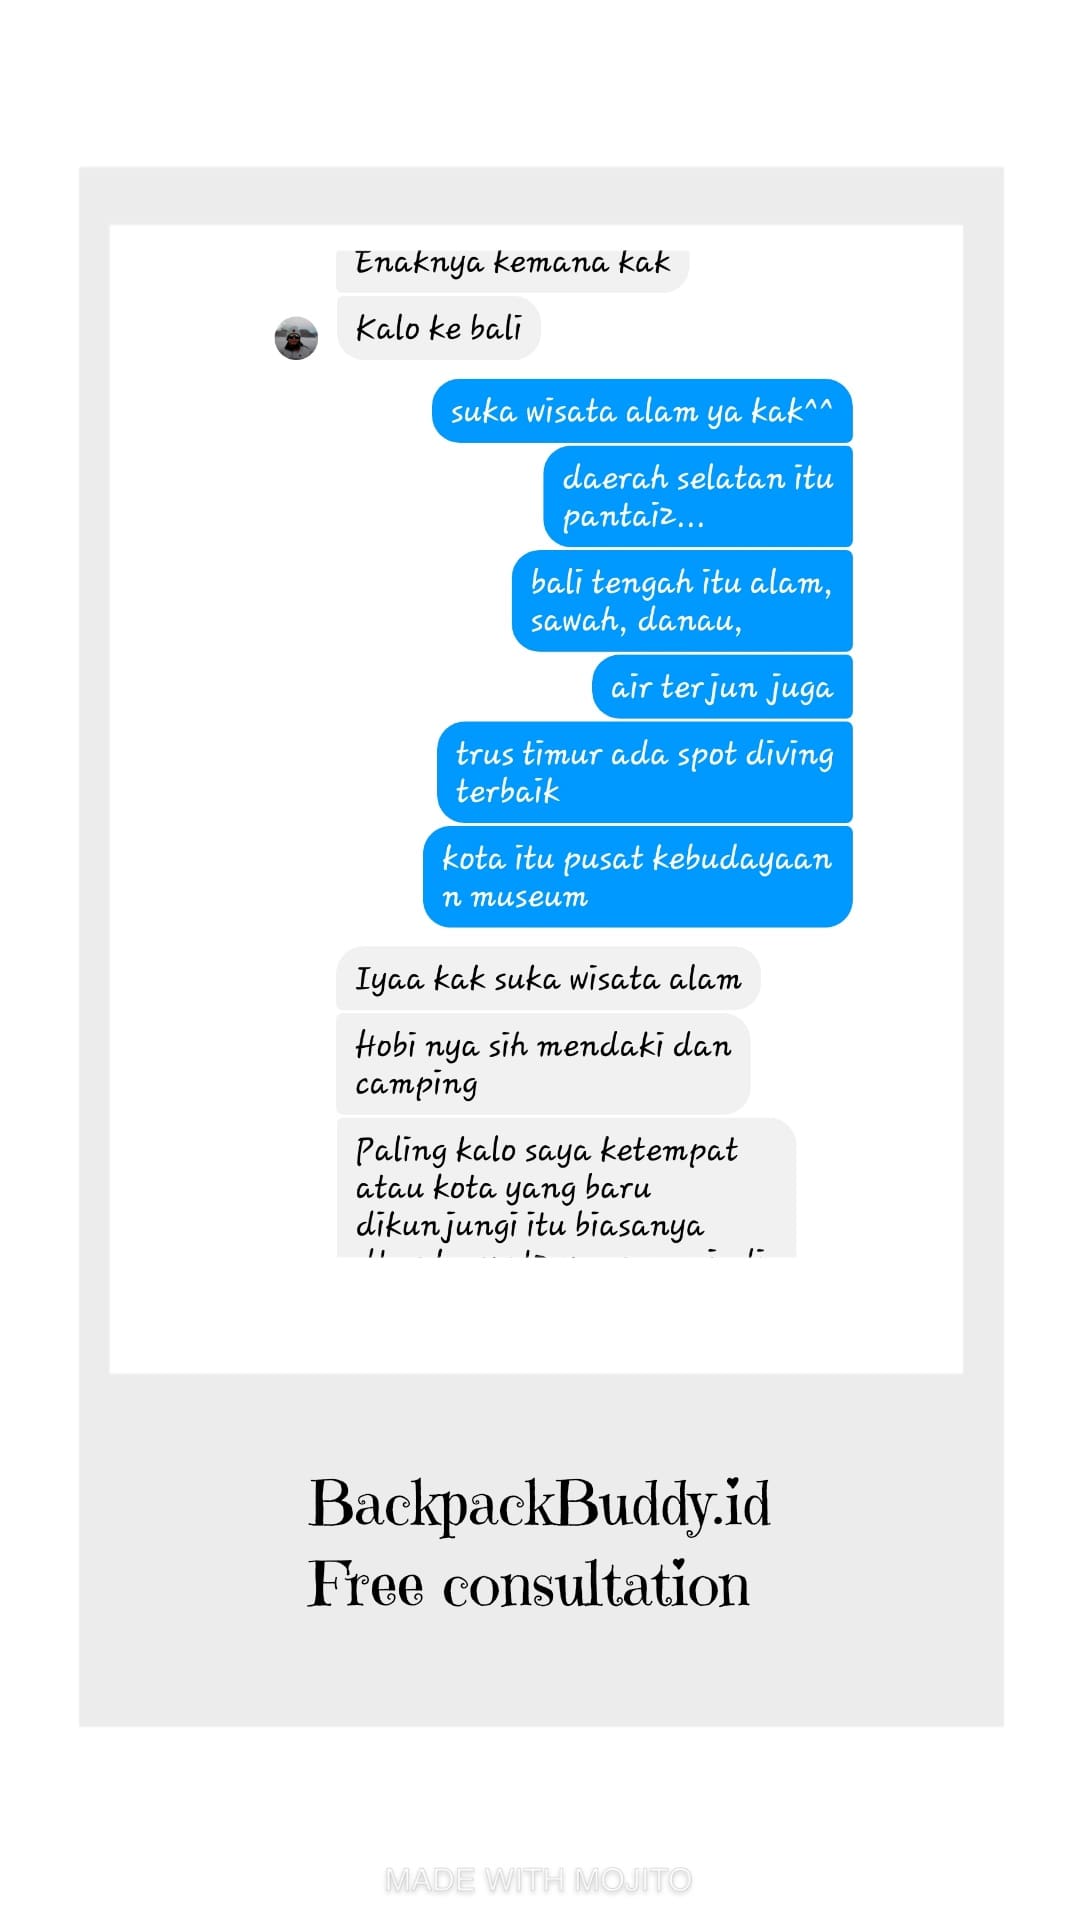 Enaknya kemana kak
Kalo ke bali
suka wisata alam ya kak^^
daerah selatan itu
pantai2...
bali tengah itu alam,
sawah, danau,
air terjun juga
trus timur ada spot diving
terbaik
kota itu pusat kebudayaan
n museum
Iyaa kak suka wisata alam
Hobi nya sih mendaki dan
camping
Paling kalo saya ketempat
atau kota yang baru
dikunjungi itu biasanya
BackpackBuddy.id
Free consultation
MADE WITH MOJITO